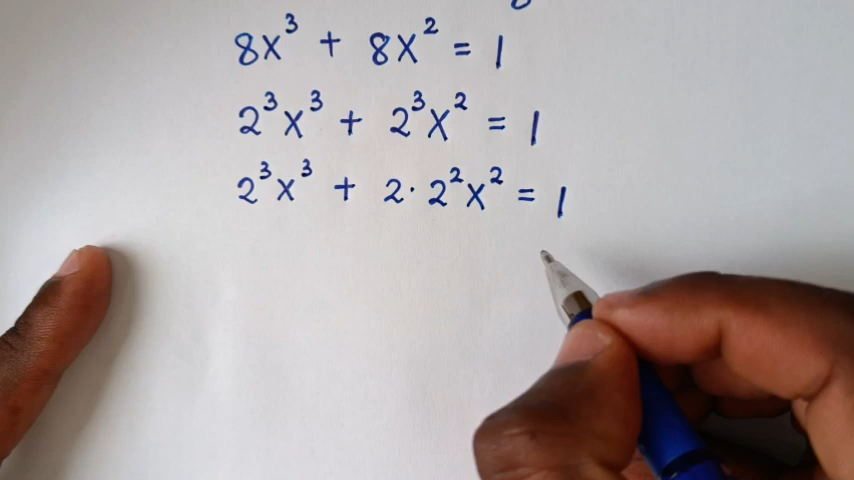 8x³ + 8x² = 1
2³x³ + 2³x² = 1
2³x³ + 2·2²x² = 1